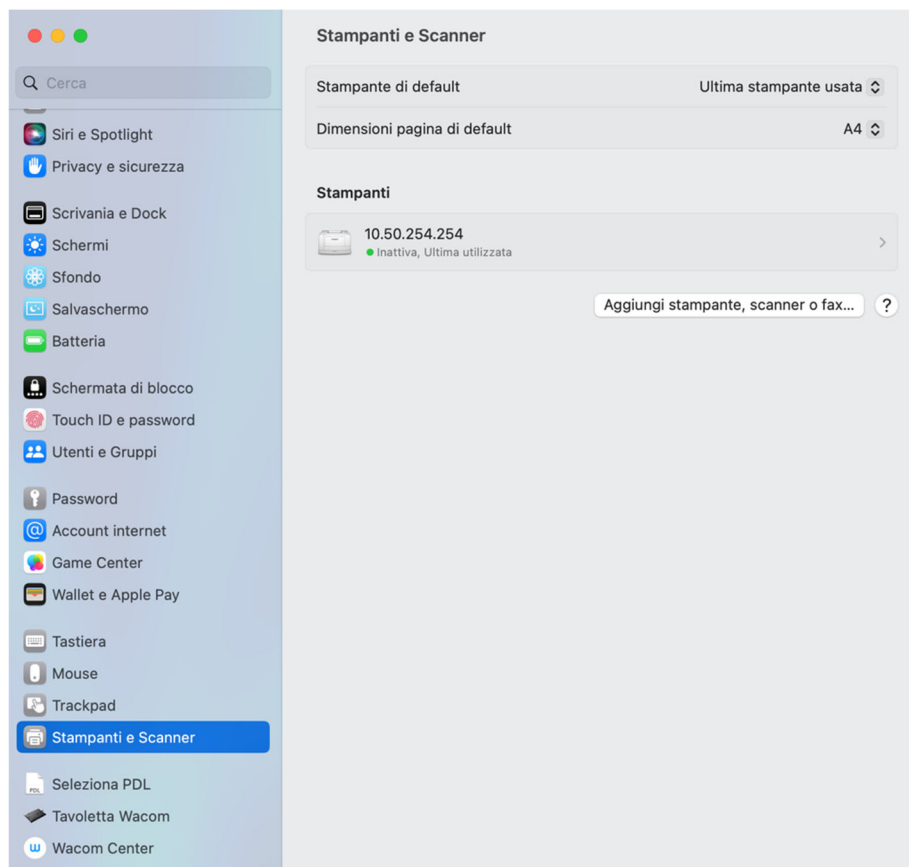 Stampanti e Scanner
Cerca
Siri e Spotlight
Privacy e sicurezza
Scrivania e Dock
Schermi
Sfondo
Salvaschermo
Batteria
Schermata di blocco
Touch ID e password
Utenti e Gruppi
Password
Account internet
Game Center
Wallet e Apple Pay
Tastiera
Mouse
Trackpad
Stampanti e Scanner
PDL
Seleziona PDL
Tavoletta Wacom
Wacom Center
Stampante di default
Ultima stampante usata
Dimensioni pagina di default
A4
Stampanti
10.50.254.254
Inattiva, Ultima utilizzata
Aggiungi stampante, scanner o fax...
?